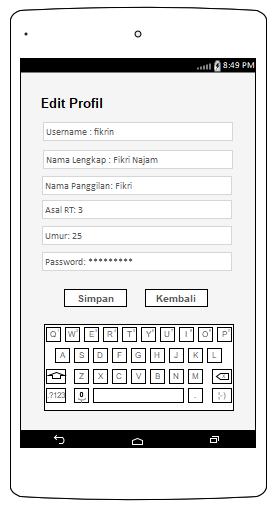 8:49 PM
Edit Profil
Username : fikrin
Nama Lengkap : Fikri Najam
Nama Panggilan: Fikri
Asal RT: 3
Umur: 25
Password: *********
Simpan Kembali
Q W E R T Y U I O P
A S D F G H J K L
Z X C V B N M
.?123 . :-)